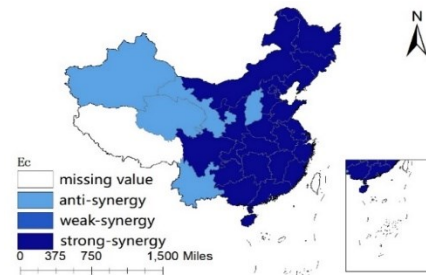 N
Ec
missing value
anti-synergy
weak-synergy
strong-synergy
0 375 750 1,500 Miles